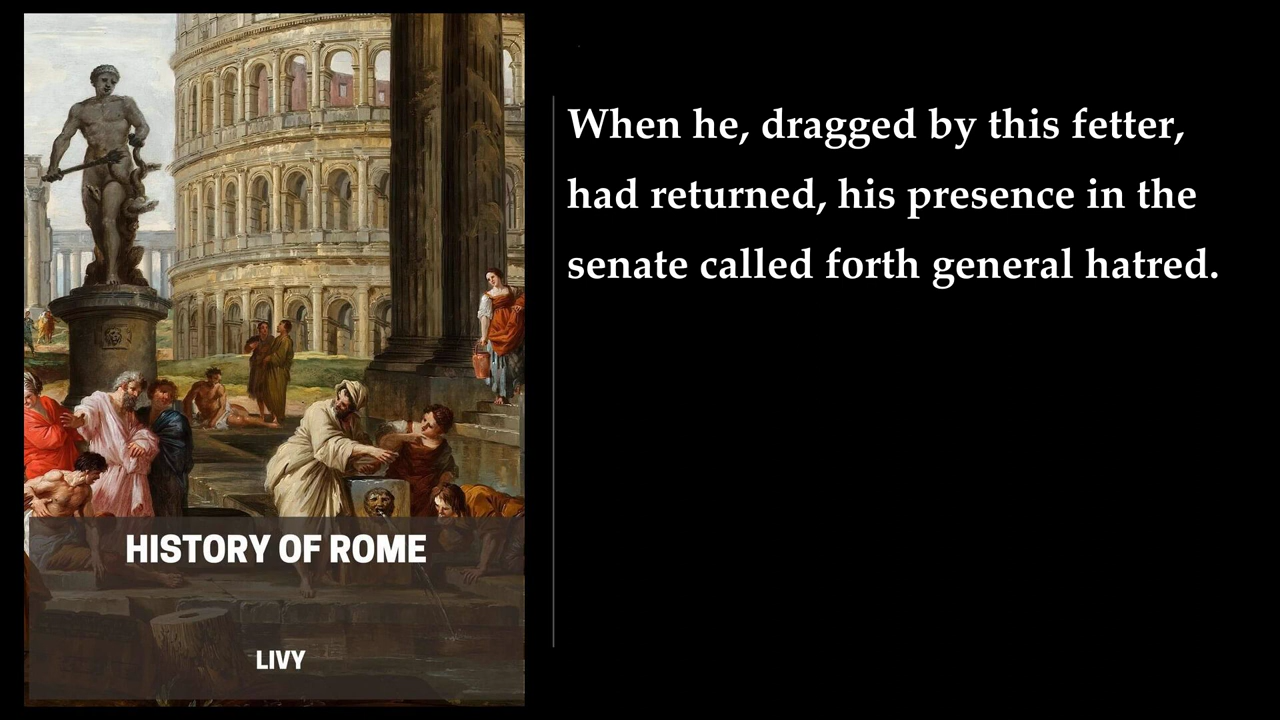 When he, dragged by this fetter,
had returned, his presence in the
senate called forth general hatred.
HISTORY OF ROME
LIVY